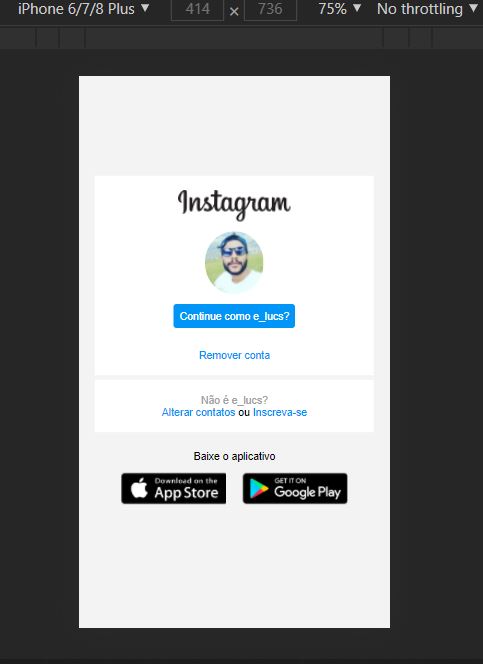 iPhone 6/7/8 Plus ▼ 414 × 736 75% ▼ No throttling ▼
Instagram
Continue como e_lucs?
Remover conta
Não é e_lucs?
Alterar contatos ou Inscreva-se
Baixe o aplicativo
Download on the
App Store
GET IT ON
Google Play